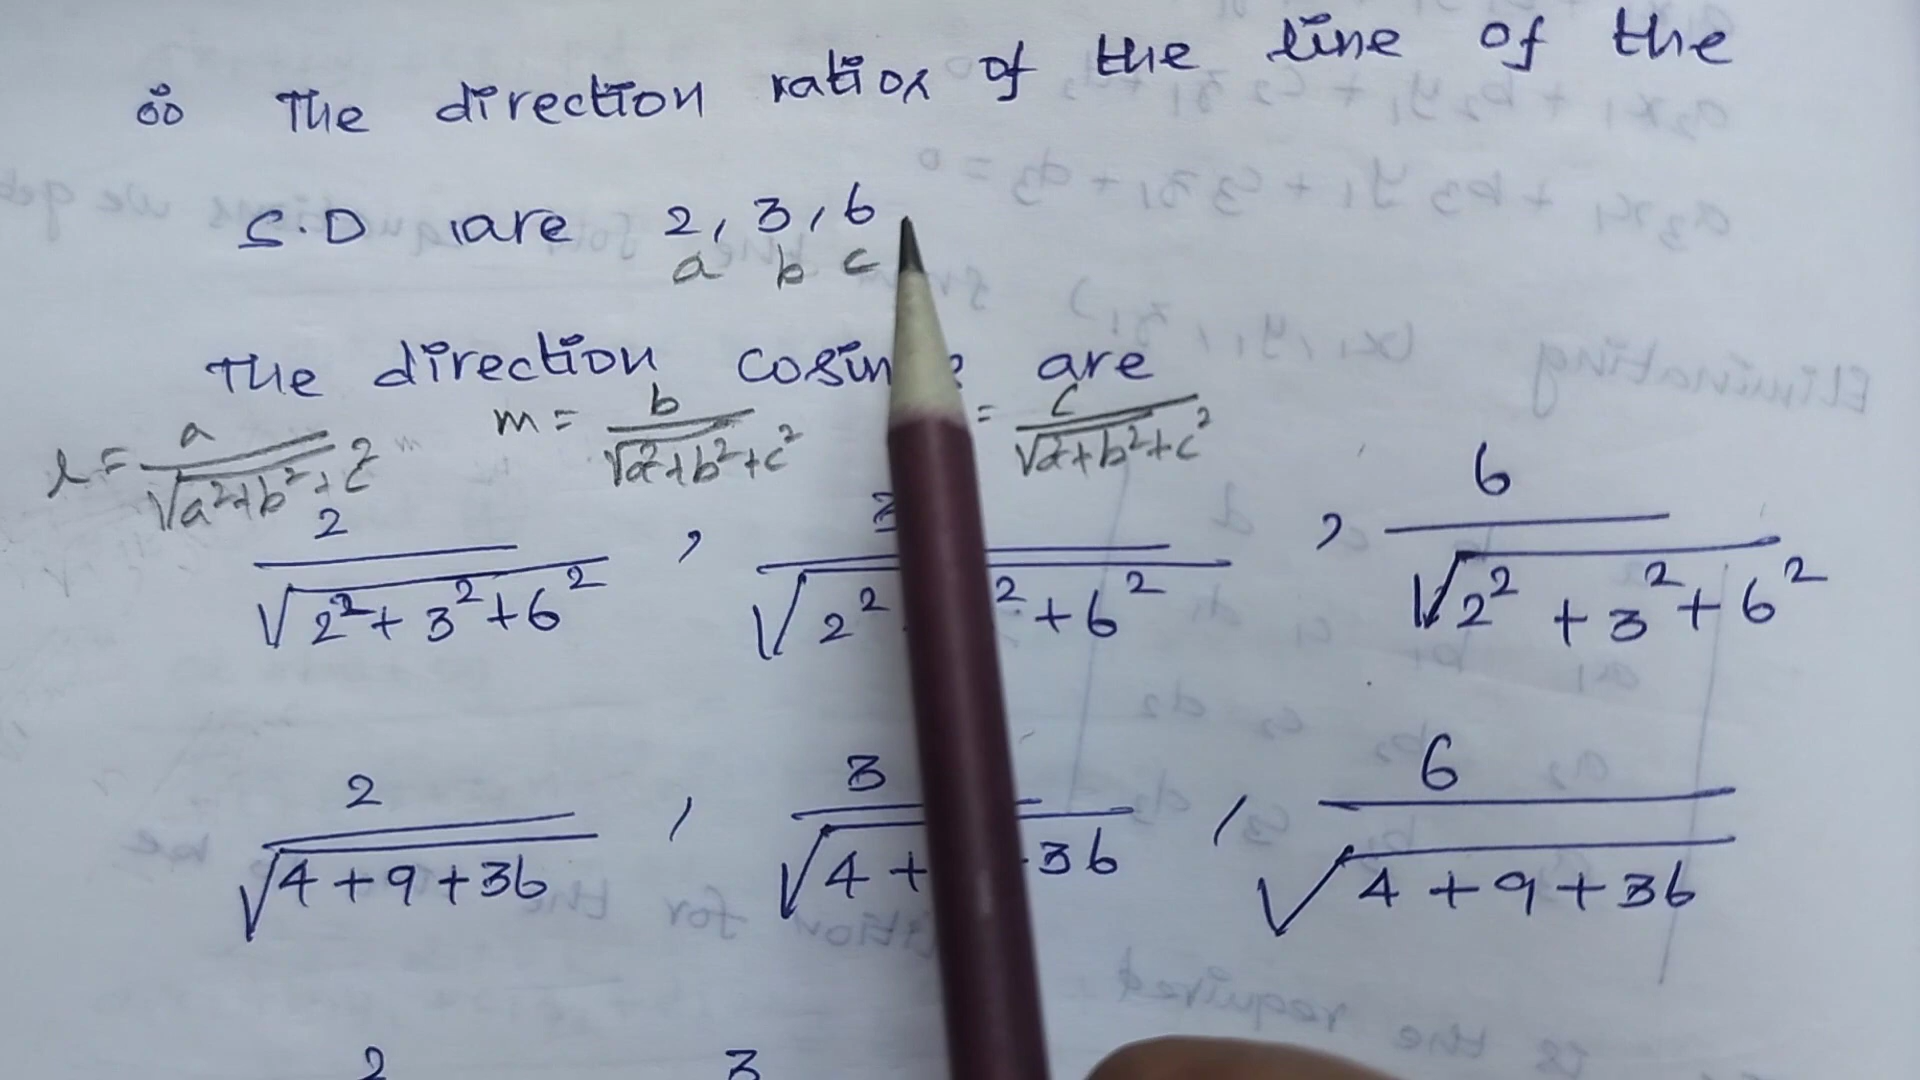 ∴ The direction ratios of the line of the
S.D are 2, 3, 6
a b c
The direction cosine are
l = a/√(a²+b²+c²) m = b/√(a²+b²+c²) = c/√(a²+b²+c²)
2/√(2²+3²+6²) , 3/√(2² ²+6²) , 6/√(2²+3²+6²)
2/√(4+9+36) , 3/√(4+ 36) , 6/√(4+9+36)
2 3